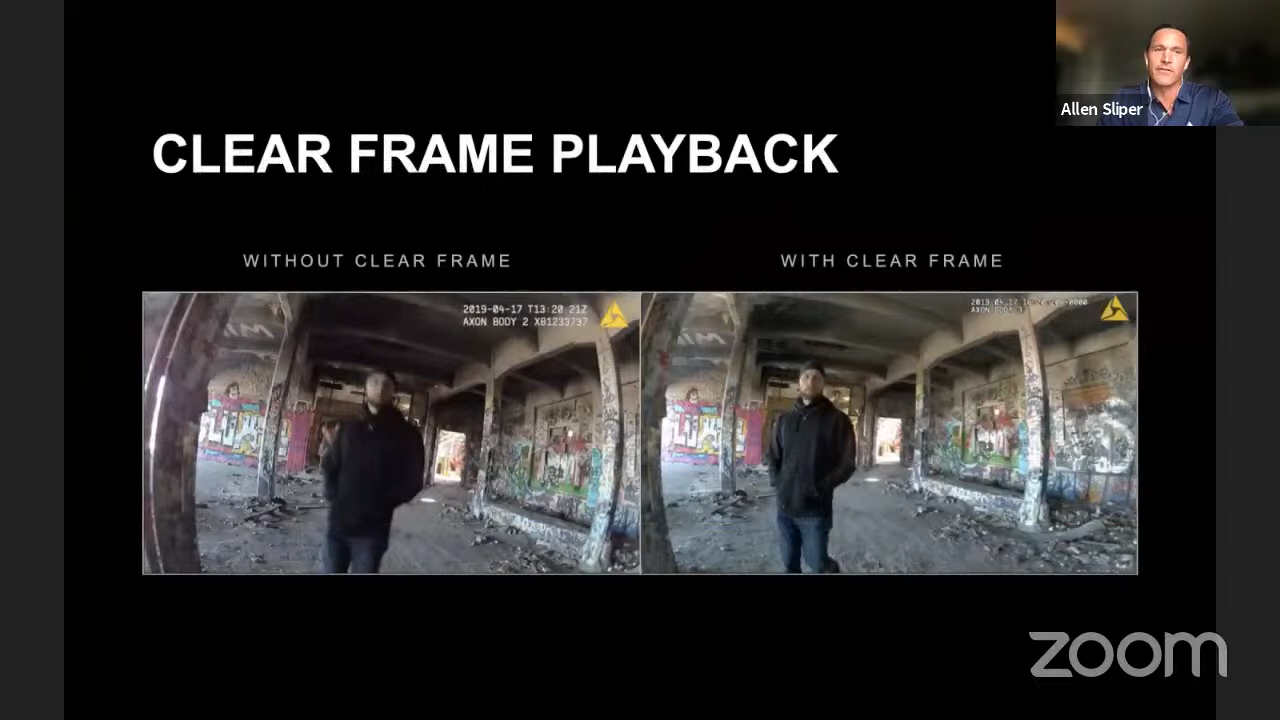 Allen Sliper
CLEAR FRAME PLAYBACK
WITHOUT CLEAR FRAME
WITH CLEAR FRAME
2019-04-17 T13:20:21Z
AXON BODY 2 X81233737
AXON BODY 3
zoom